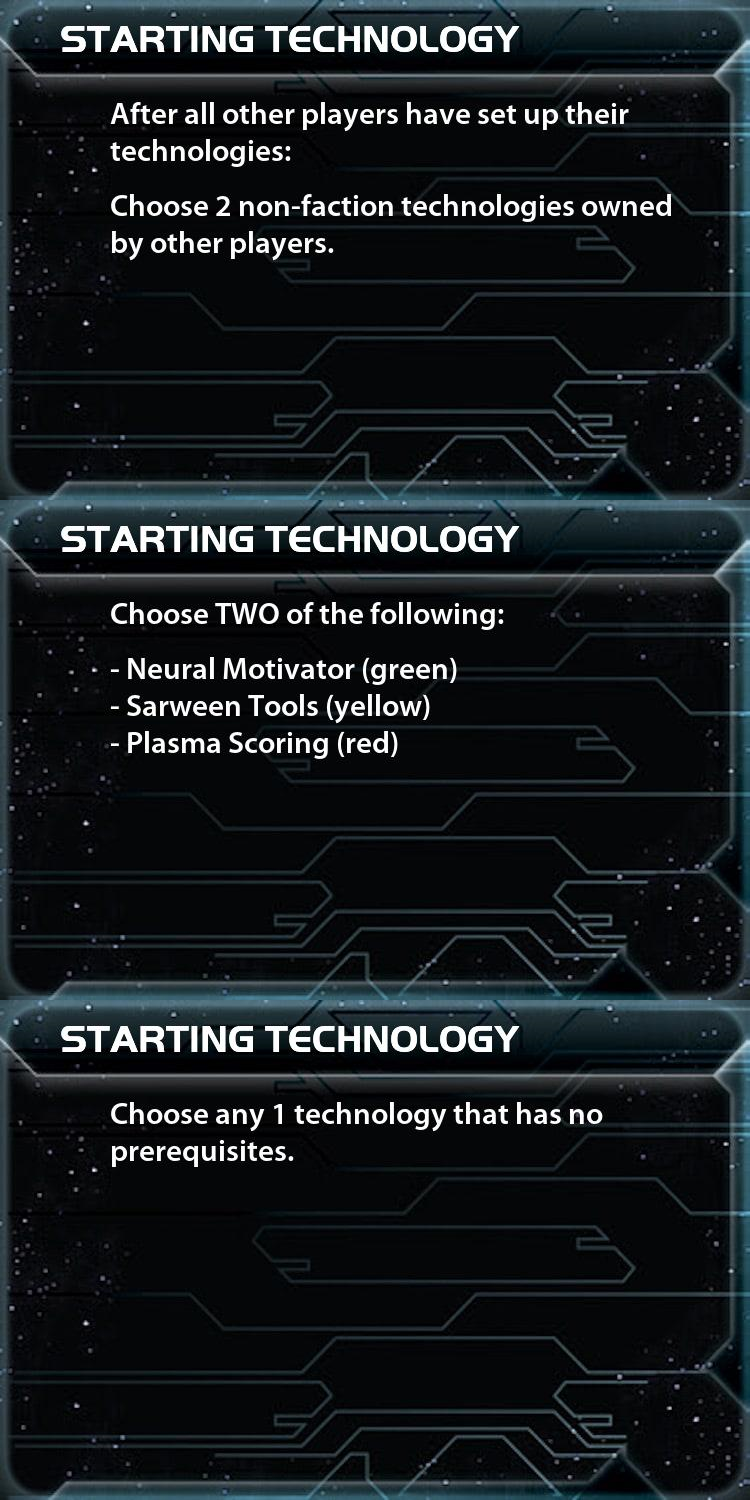 STARTING TECHNOLOGY
After all other players have set up their
technologies:
Choose 2 non-faction technologies owned
by other players.
STARTING TECHNOLOGY
Choose TWO of the following:
- Neural Motivator (green)
- Sarween Tools (yellow)
- Plasma Scoring (red)
STARTING TECHNOLOGY
Choose any 1 technology that has no
prerequisites.